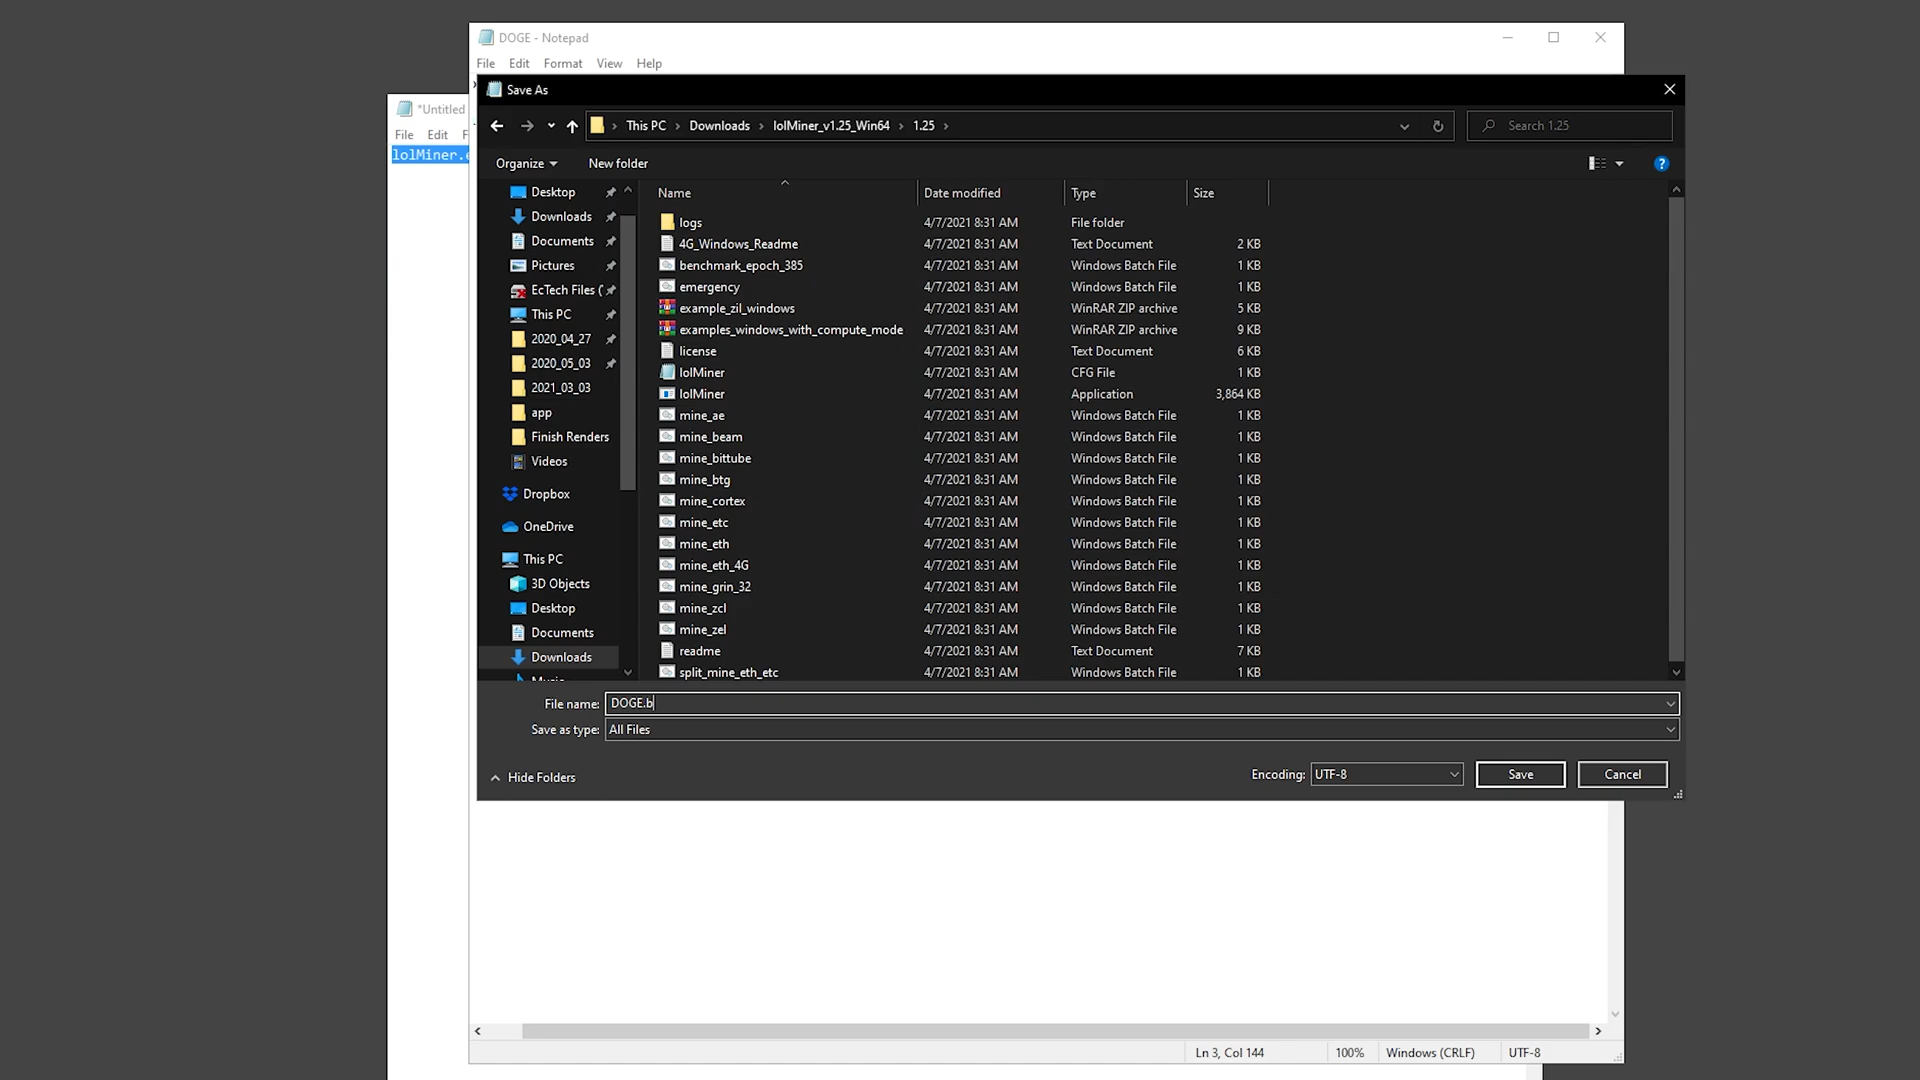 DOGE - Notepad
File Edit Format View Help
Save As
*Untitled
File Edit F
lolMiner.e
This PC > Downloads > lolMiner_v1.25_Win64 > 1.25 >
Search 1.25
Organize New folder
Desktop
Downloads
Documents
Pictures
EcTech Files (
This PC
2020_04_27
2020_05_03
2021_03_03
app
Finish Renders
Videos
Dropbox
OneDrive
This PC
3D Objects
Desktop
Documents
Downloads
Music
Name Date modified Type Size
logs 4/7/2021 8:31 AM File folder
4G_Windows_Readme 4/7/2021 8:31 AM Text Document 2 KB
benchmark_epoch_385 4/7/2021 8:31 AM Windows Batch File 1 KB
emergency 4/7/2021 8:31 AM Windows Batch File 1 KB
example_zil_windows 4/7/2021 8:31 AM WinRAR ZIP archive 5 KB
examples_windows_with_compute_mode 4/7/2021 8:31 AM WinRAR ZIP archive 9 KB
license 4/7/2021 8:31 AM Text Document 6 KB
lolMiner 4/7/2021 8:31 AM CFG File 1 KB
lolMiner 4/7/2021 8:31 AM Application 3,864 KB
mine_ae 4/7/2021 8:31 AM Windows Batch File 1 KB
mine_beam 4/7/2021 8:31 AM Windows Batch File 1 KB
mine_bittube 4/7/2021 8:31 AM Windows Batch File 1 KB
mine_btg 4/7/2021 8:31 AM Windows Batch File 1 KB
mine_cortex 4/7/2021 8:31 AM Windows Batch File 1 KB
mine_etc 4/7/2021 8:31 AM Windows Batch File 1 KB
mine_eth 4/7/2021 8:31 AM Windows Batch File 1 KB
mine_eth_4G 4/7/2021 8:31 AM Windows Batch File 1 KB
mine_grin_32 4/7/2021 8:31 AM Windows Batch File 1 KB
mine_zcl 4/7/2021 8:31 AM Windows Batch File 1 KB
mine_zel 4/7/2021 8:31 AM Windows Batch File 1 KB
readme 4/7/2021 8:31 AM Text Document 7 KB
split_mine_eth_etc 4/7/2021 8:31 AM Windows Batch File 1 KB
File name: DOGE.b
Save as type: All Files
Hide Folders
Encoding: UTF-8 Save Cancel
Ln 3, Col 144 100% Windows (CRLF) UTF-8